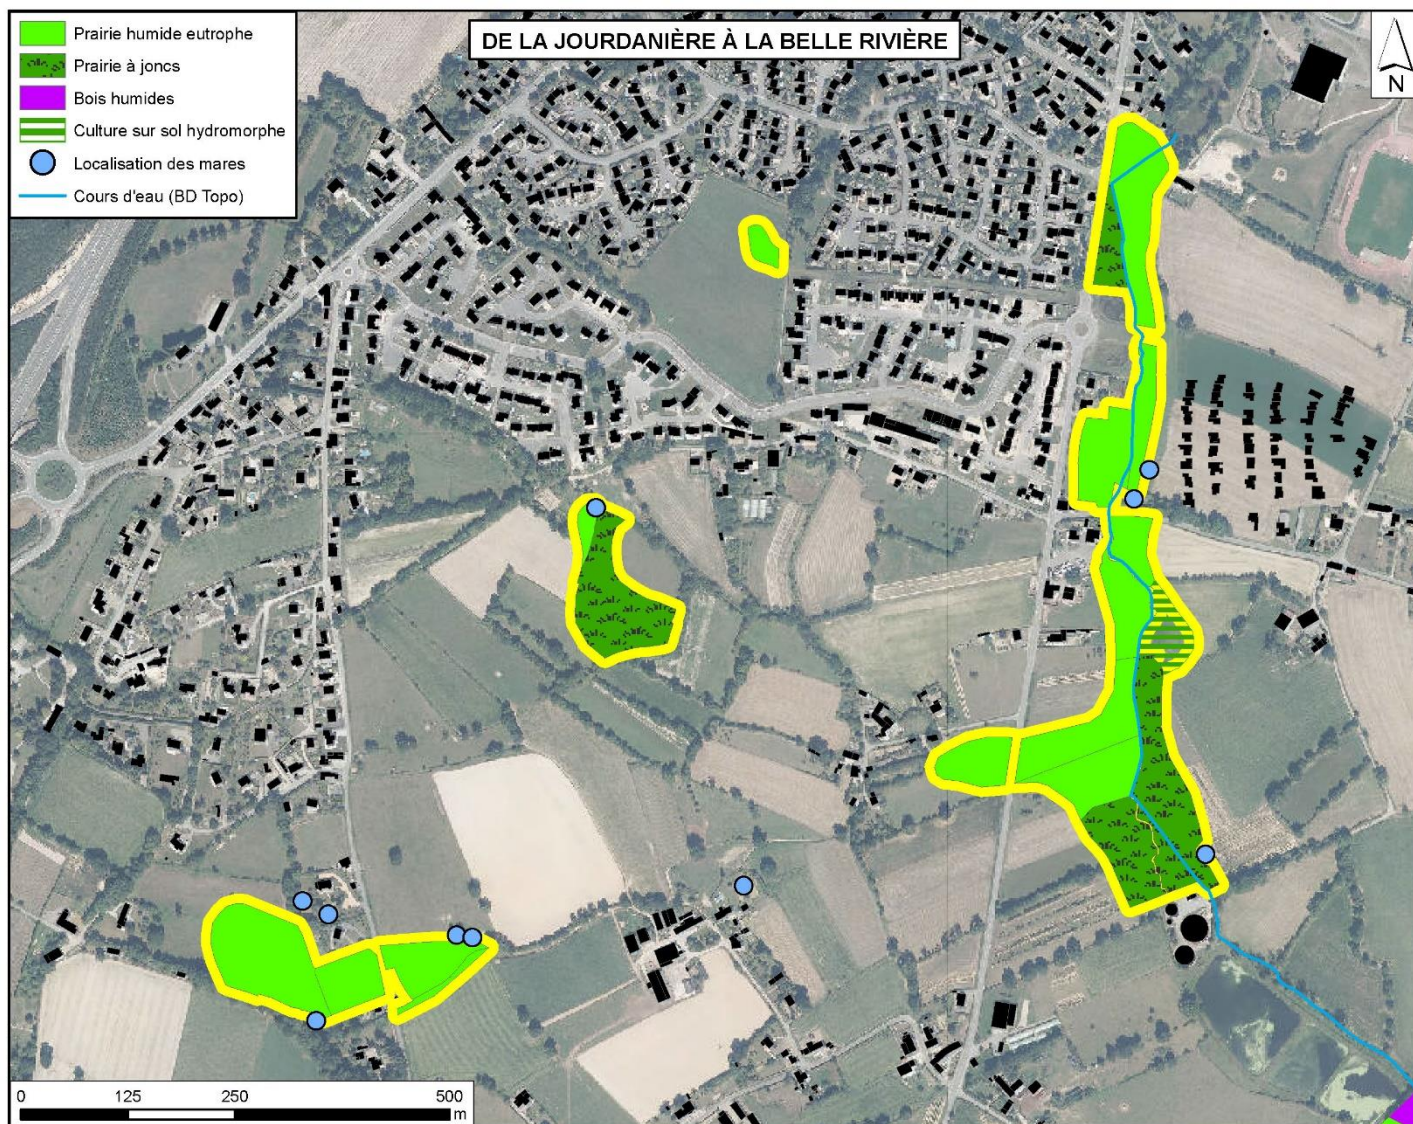 DE LA JOURDANIÈRE À LA BELLE RIVIÈRE
Prairie humide eutrophe
Prairie à joncs
Bois humides
Culture sur sol hydromorphe
Localisation des mares
Cours d'eau (BD Topo)
N
0 125 250 500
m